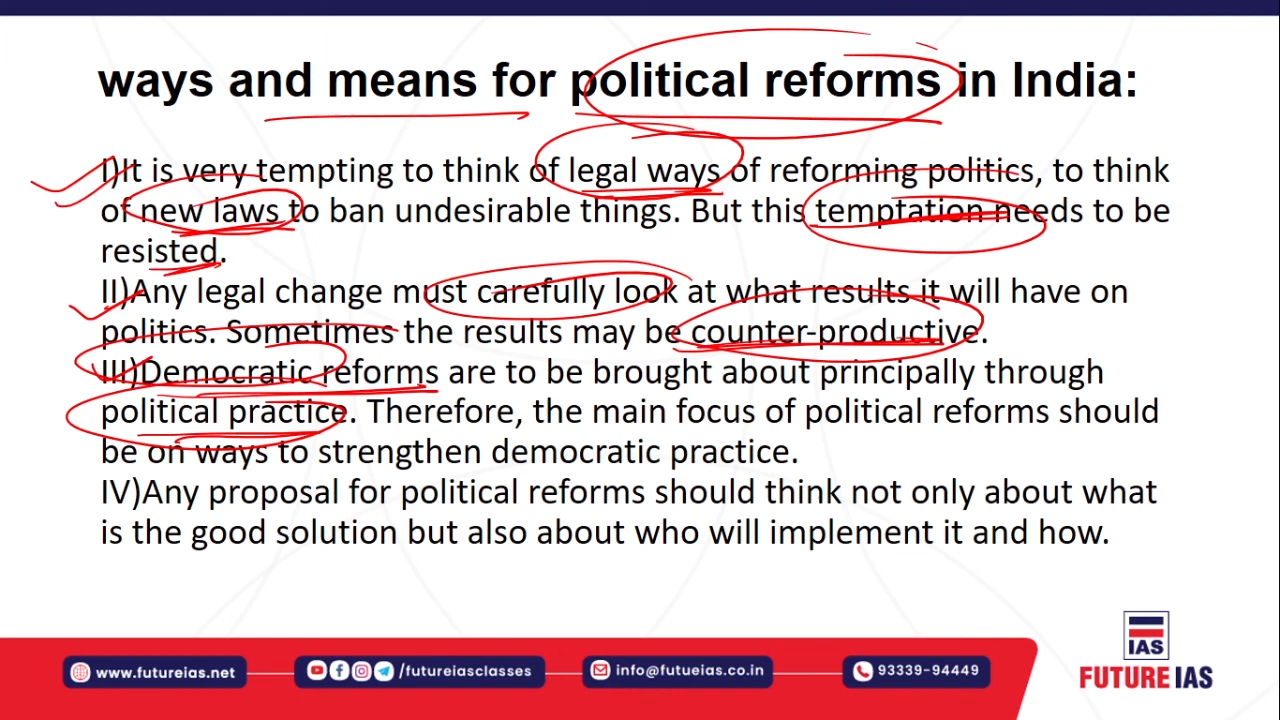 ways and means for political reforms in India:
I)It is very tempting to think of legal ways of reforming politics, to think
of new laws to ban undesirable things. But this temptation needs to be
resisted.
II)Any legal change must carefully look at what results it will have on
politics. Sometimes the results may be counter-productive.
III)Democratic reforms are to be brought about principally through
political practice. Therefore, the main focus of political reforms should
be on ways to strengthen democratic practice.
IV)Any proposal for political reforms should think not only about what
is the good solution but also about who will implement it and how.
www.futureias.net
/futureiasclasses
info@futueias.co.in
93339-94449
IAS
FUTURE IAS